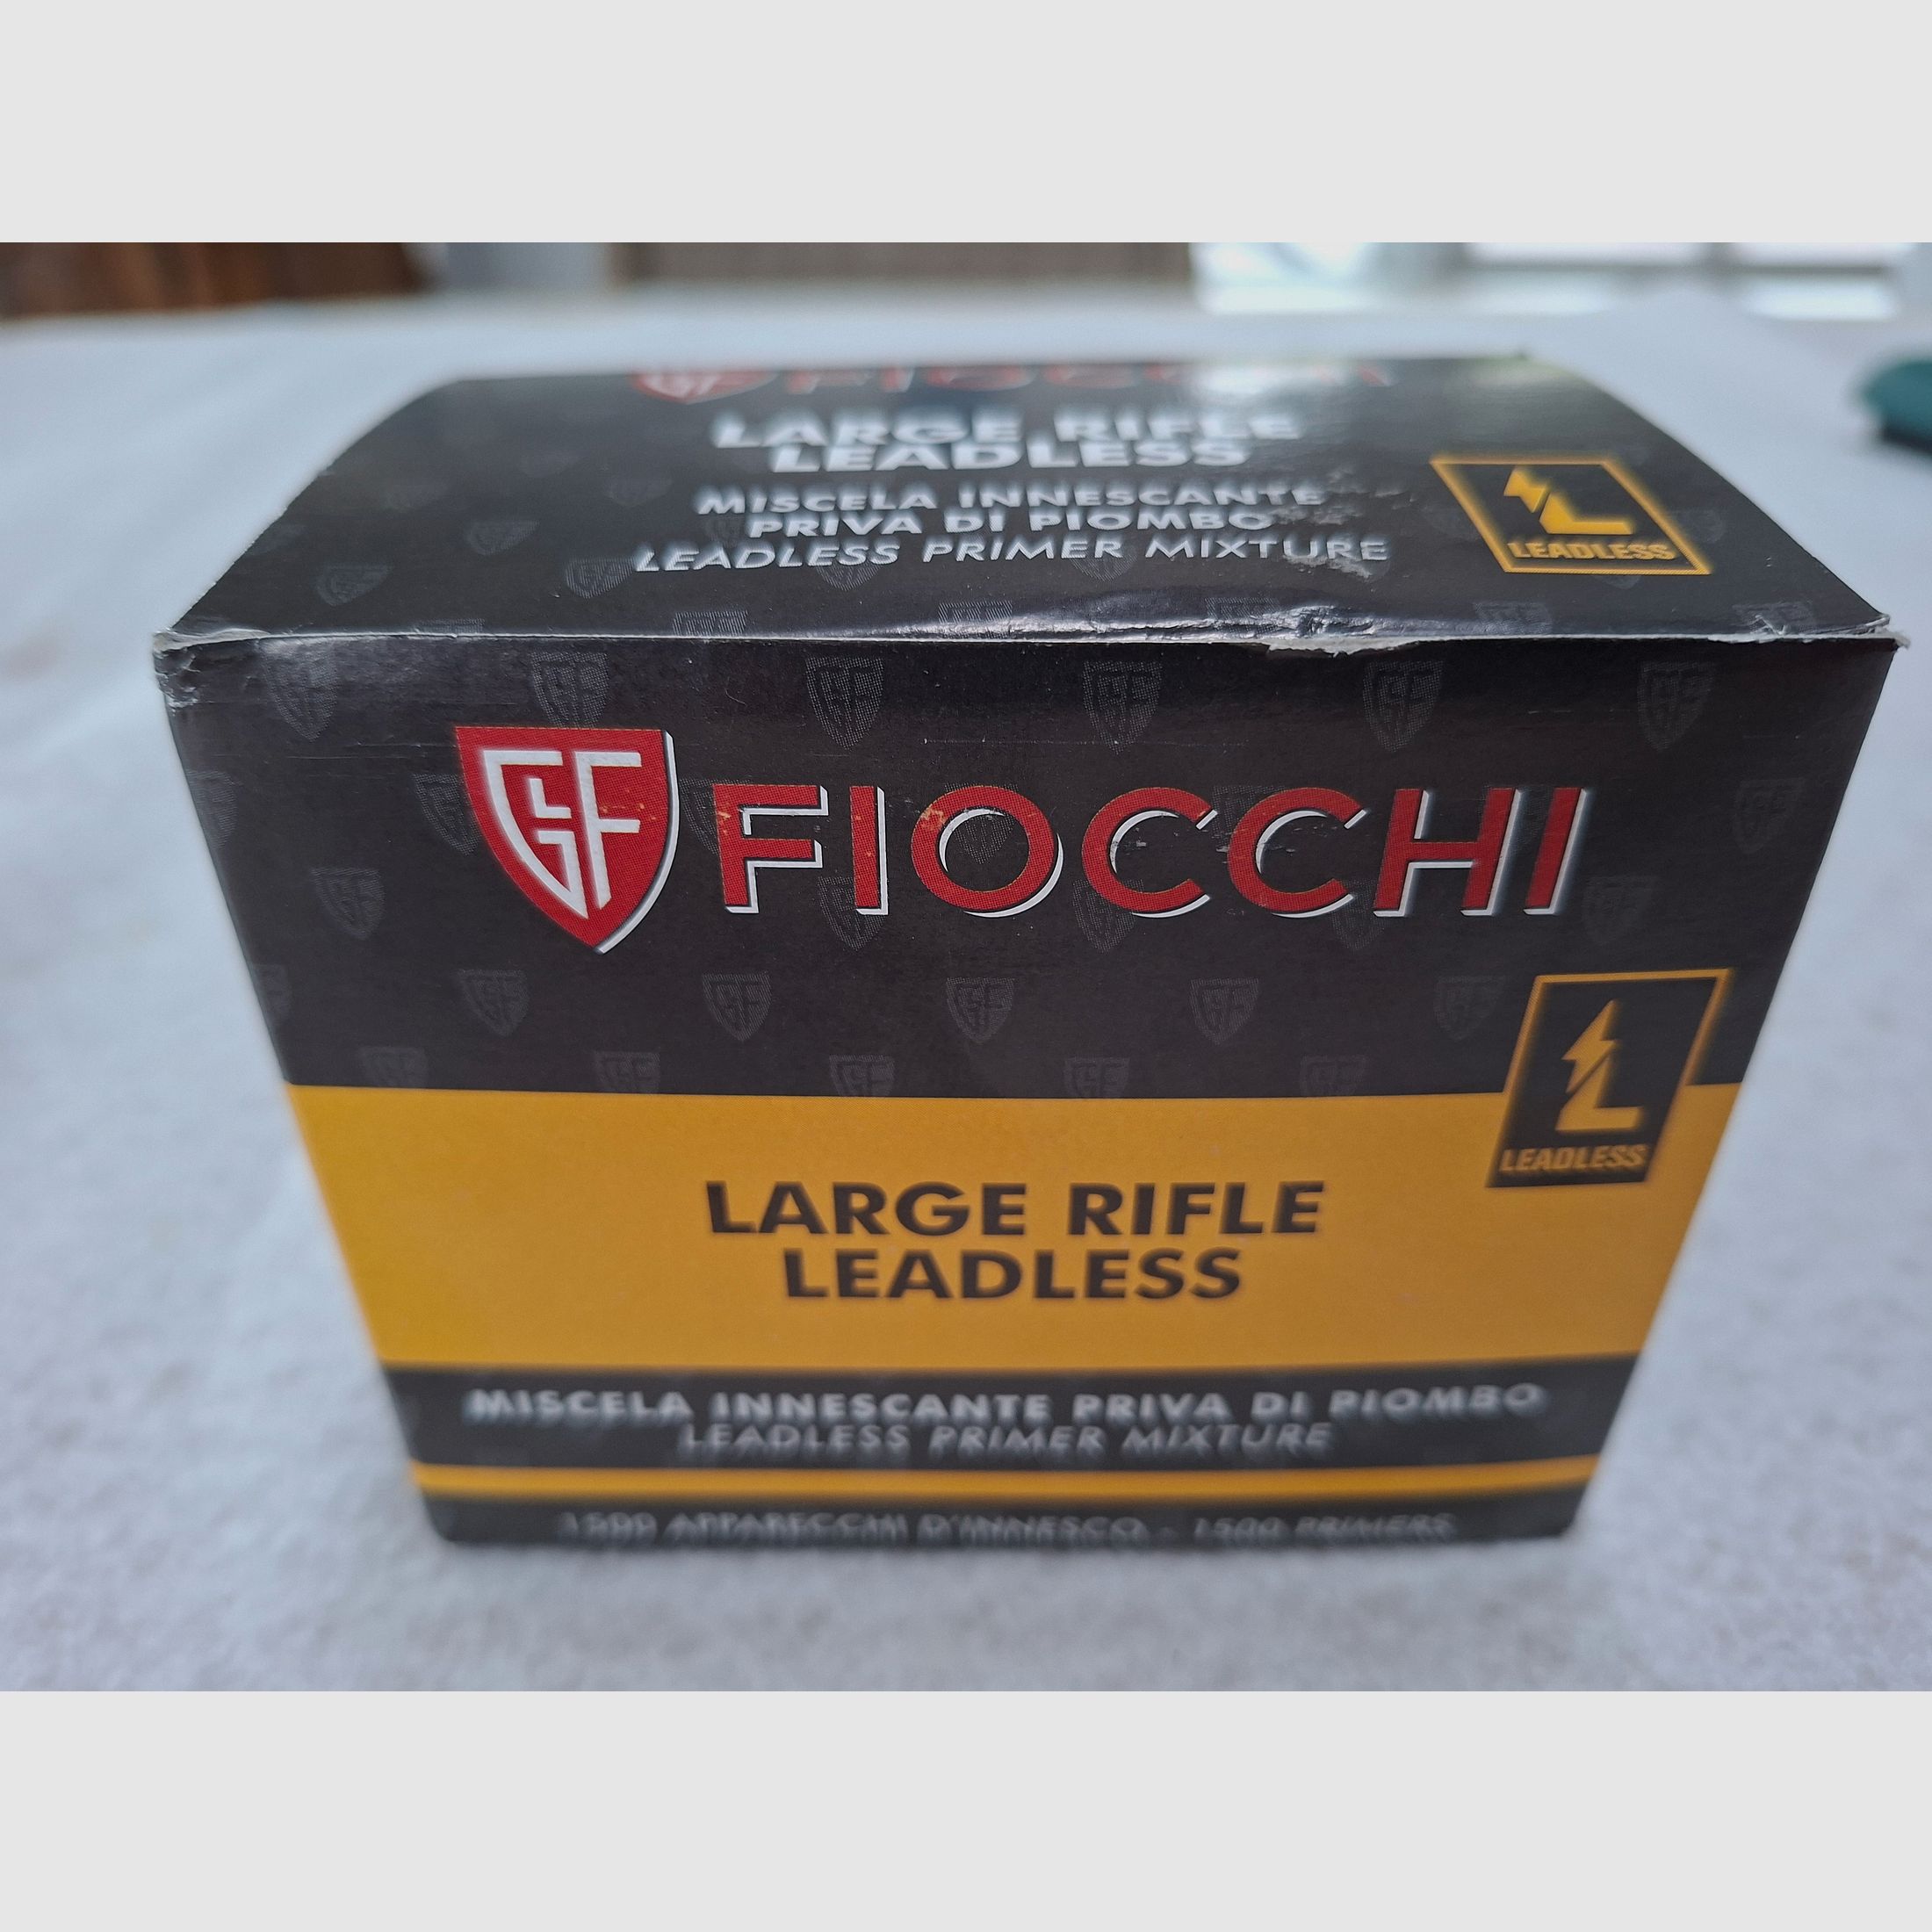 FIOCCHI
LARGE RIFLE
LEADLESS
MISCELA INNESCANTE
PRIVA DI PIOMBO
LEADLESS PRIMER MIXTURE
L
LEADLESS
GF FIOCCHI
L
LEADLESS
LARGE RIFLE
LEADLESS
MISCELA INNESCANTE PRIVA DI PIOMBO
LEADLESS PRIMER MIXTURE
1500 APPARECCHI D'INNESCO - 1500 PRIMERS